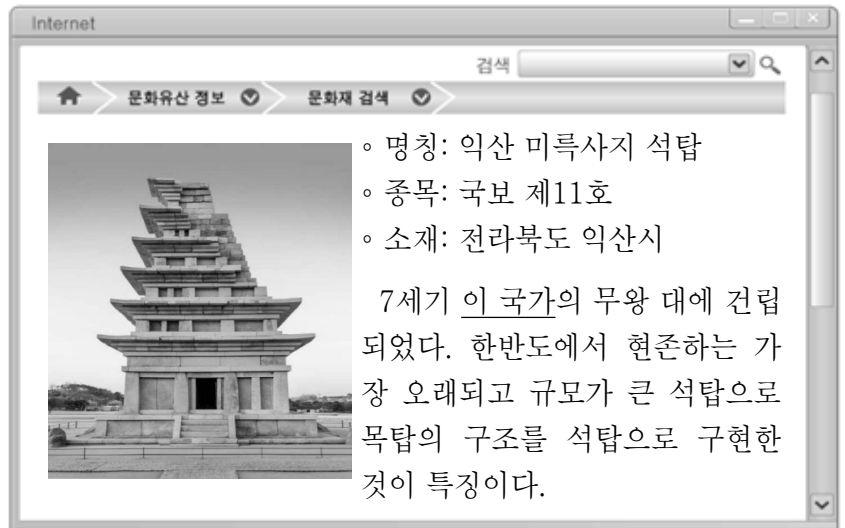 Internet
검색
문화유산 정보
문화재 검색
◦ 명칭: 익산 미륵사지 석탑
◦ 종목: 국보 제11호
◦ 소재: 전라북도 익산시
7세기 이 국가의 무왕 대에 건립
되었다. 한반도에서 현존하는 가
장 오래되고 규모가 큰 석탑으로
목탑의 구조를 석탑으로 구현한
것이 특징이다.